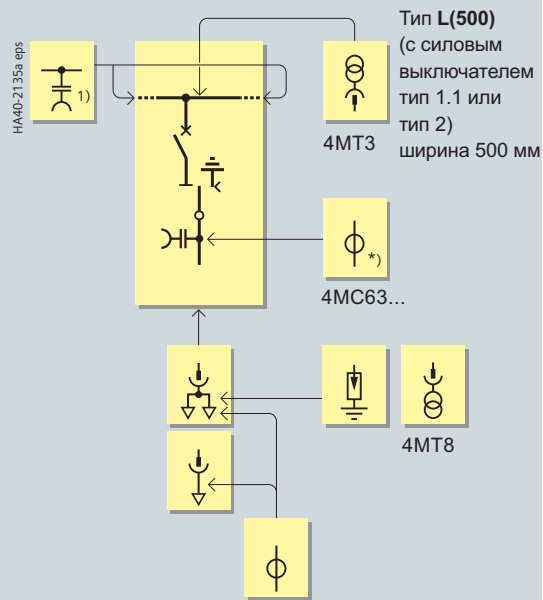 HA40-2135a eps
1)
4MT3
Тип L(500)
(с силовым
выключателем
тип 1.1 или
тип 2)
ширина 500 мм
*)
4MC63...
4MT8